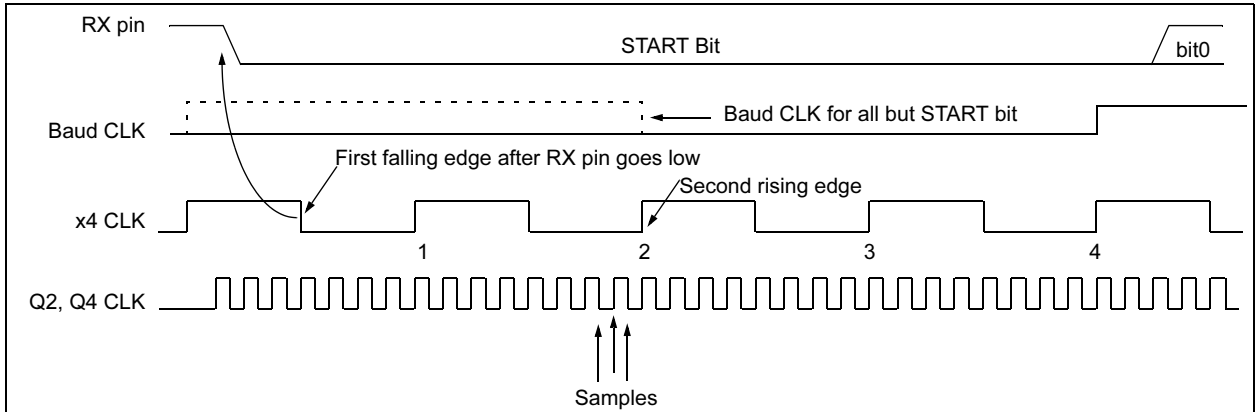 RX pin
START Bit
bit0
Baud CLK for all but START bit
Baud CLK
First falling edge after RX pin goes low
Second rising edge
x4 CLK
1
2
3
4
Q2, Q4 CLK
Samples